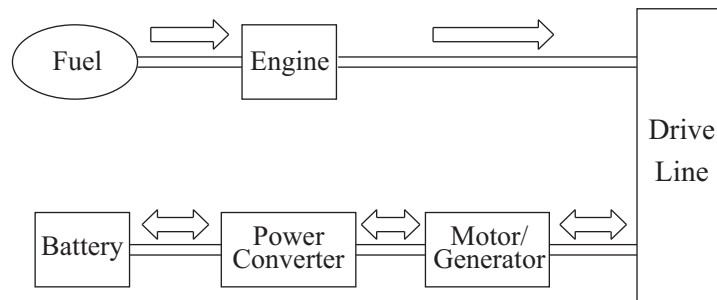 Fuel
Engine
Drive
Line
Battery
Power
Converter
Motor/
Generator